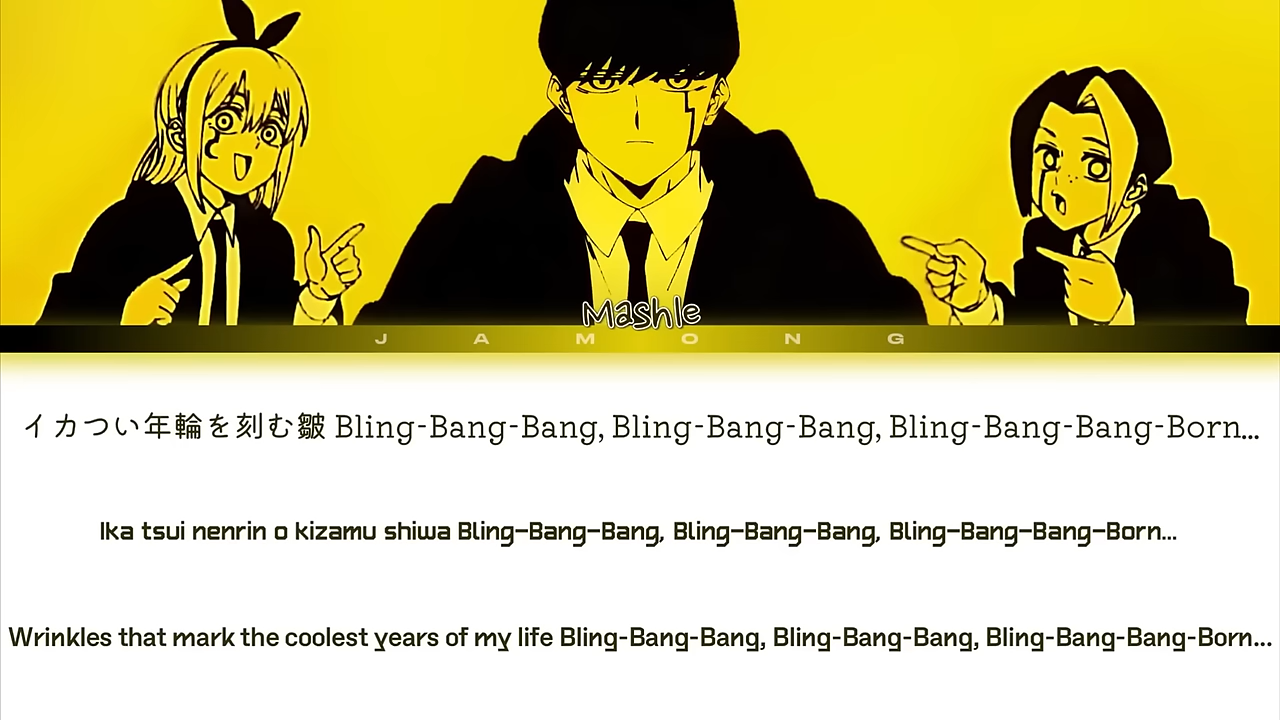 Mashle
JAMONG
イカつい年輪を刻む皺 Bling-Bang-Bang, Bling-Bang-Bang, Bling-Bang-Bang-Born...
Ika tsui nenrin o kizamu shiwa Bling-Bang-Bang, Bling-Bang-Bang, Bling-Bang-Bang-Born...
Wrinkles that mark the coolest years of my life Bling-Bang-Bang, Bling-Bang-Bang, Bling-Bang-Bang-Born...